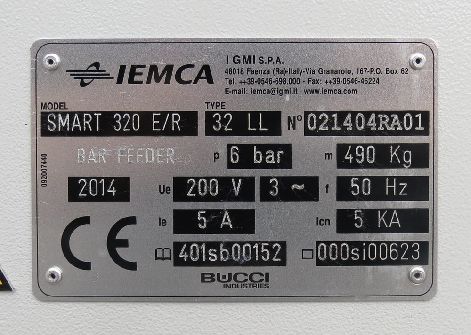 IEMCA
IGMI S.P.A.
48018 Faenza (Ra)-Italy-Via Granarolo, 167-P.O. Box 62
Tel. ++39-0546-698.000 - Fax: ++39-0546-46224
E-mail: iemca@igmi.it - www.iemca.com
MODEL TYPE
SMART 320 E/R 32 LL N° 021404RA01
BAR FEEDER p 6 bar m 490 Kg
2014 Ue 200 V 3 ~ f 50 Hz
Ie 5 A Icn 5 KA
CE
401sb00152 000si00623
BUCCI
INDUSTRIES
092007440